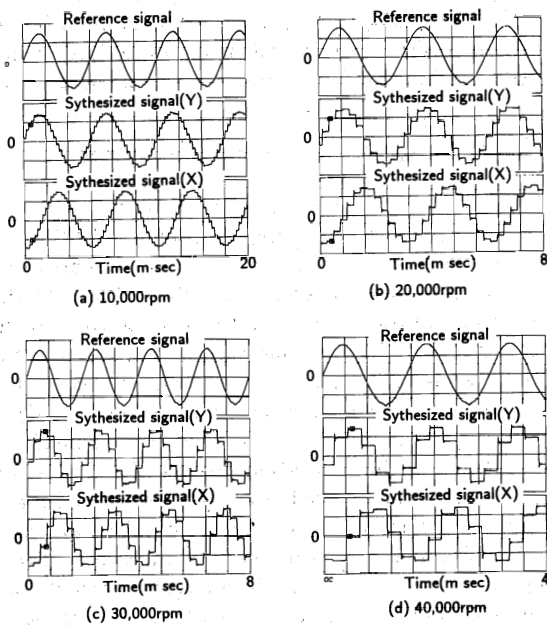 Reference signal
0
Sythesized signal(Y)
0
Sythesized signal(X)
0
0 20
Time(m sec)
(a) 10,000rpm
Reference signal
0
Sythesized signal(Y)
0
Sythesized signal(X)
0
0 8
Time(m sec)
(b) 20,000rpm
Reference signal
0
Sythesized signal(Y)
0
Sythesized signal(X)
0
0 8
Time(m sec)
(c) 30,000rpm
Reference signal
0
Sythesized signal(Y)
0
Sythesized signal(X)
0
4
Time(m sec)
(d) 40,000rpm